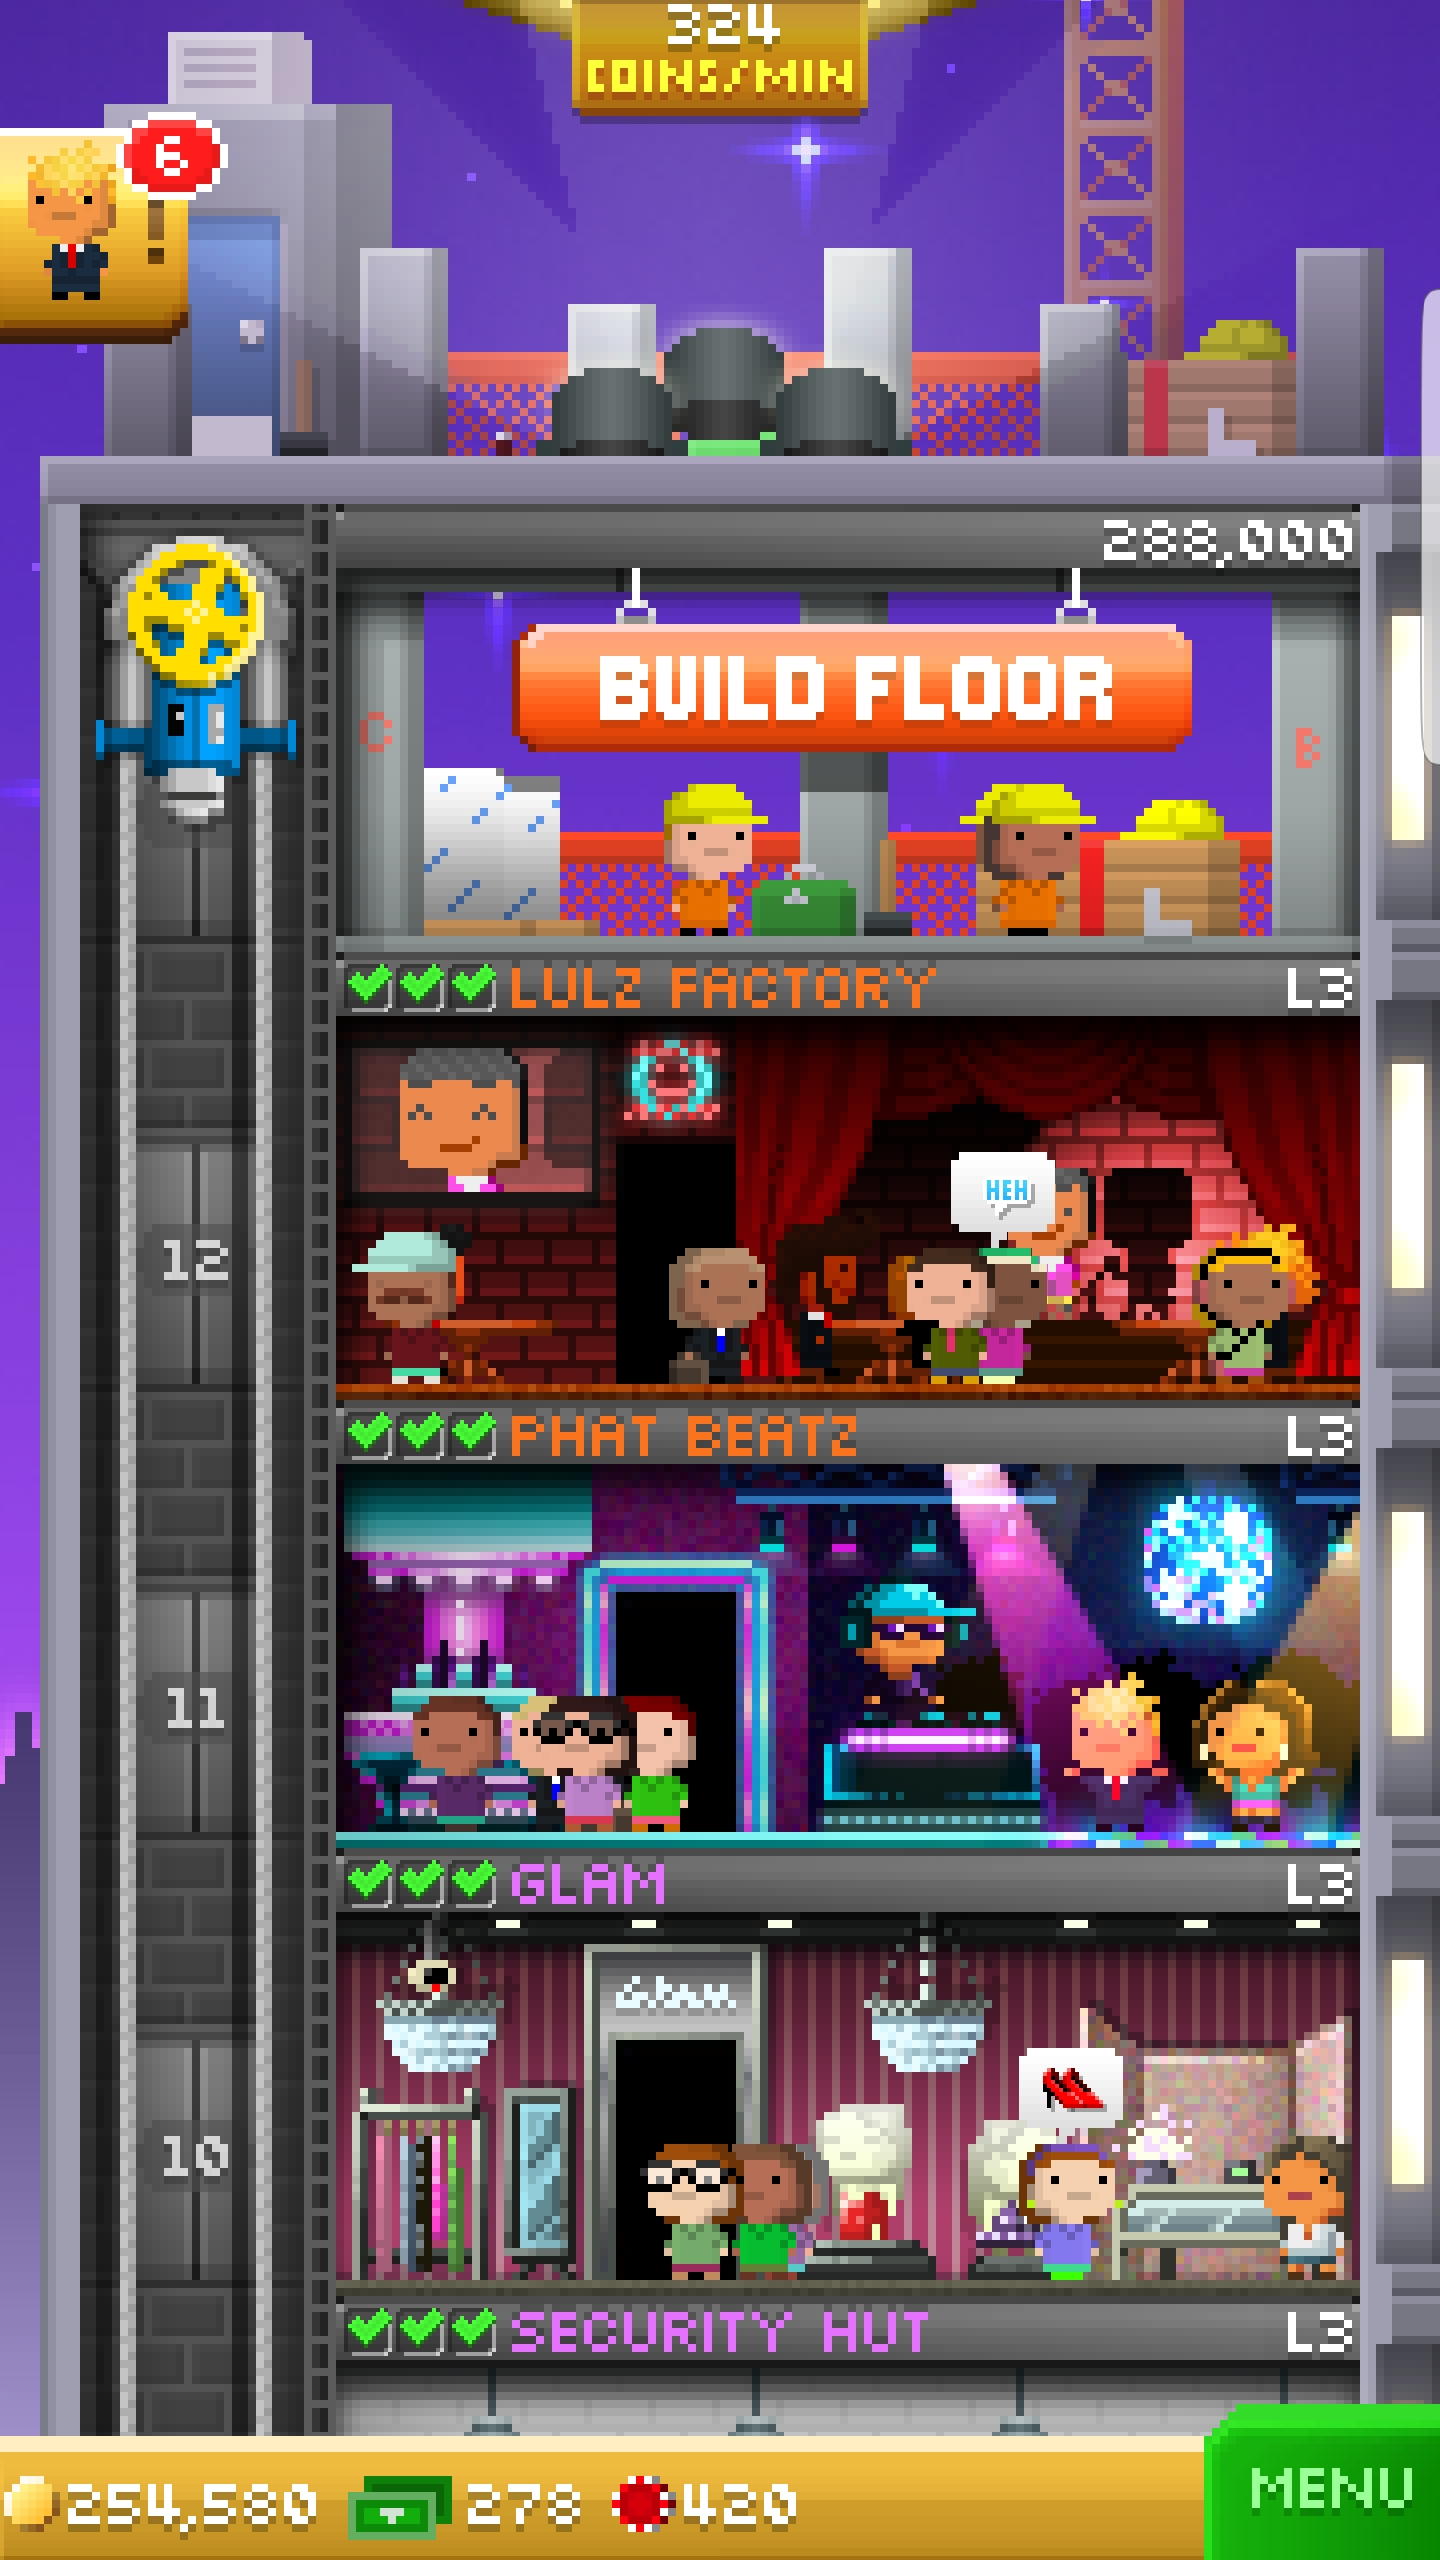 324
COINS/MIN
6
!
288,000
BUILD FLOOR
C
B
LULZ FACTORY L3
HEH
12
PHAT BEATZ L3
11
GLAM L3
Glam
10
SECURITY HUT L3
254,580 278 420
MENU